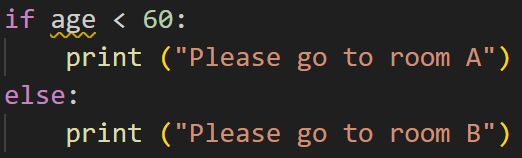 if age < 60:
    print ("Please go to room A")
else:
    print ("Please go to room B")